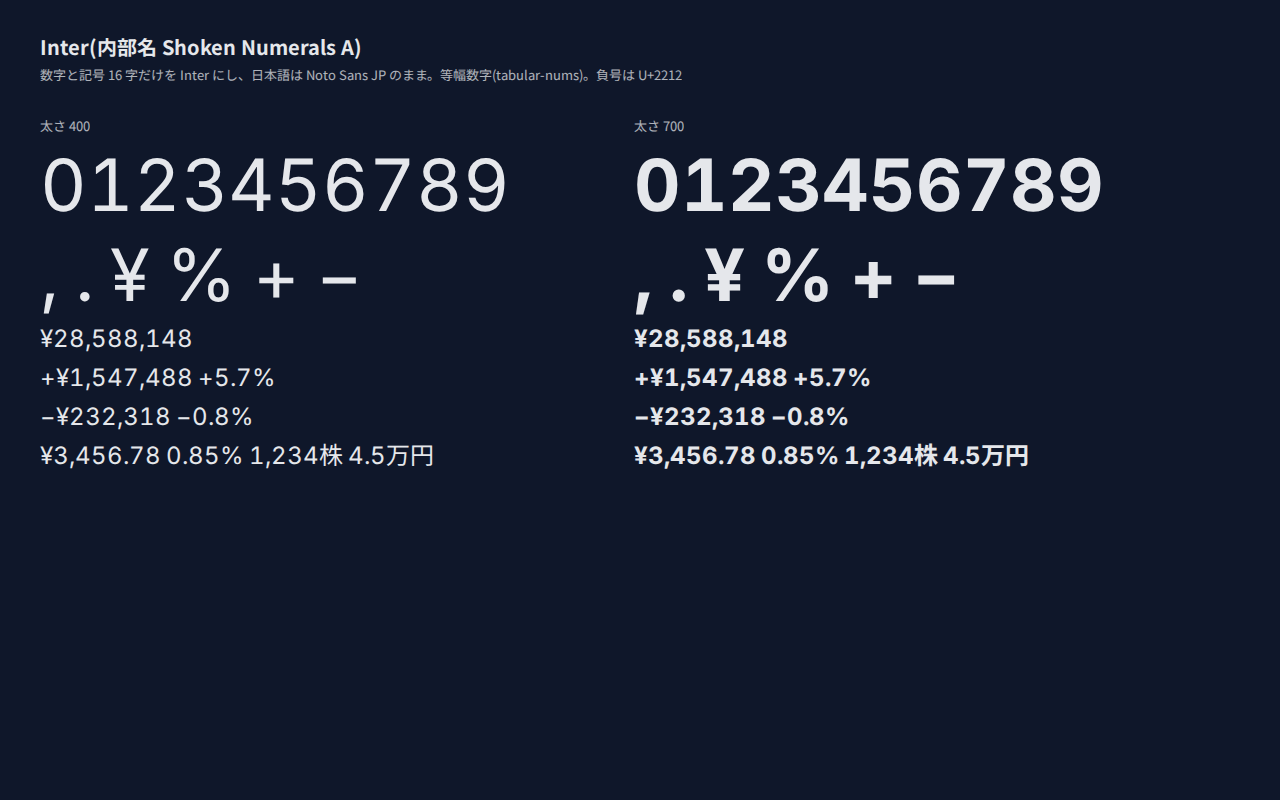 Inter(内部名 Shoken Numerals A)
数字と記号 16 字だけを Inter にし、日本語は Noto Sans JP のまま。等幅数字(tabular-nums)。負号は U+2212
太さ 400
0123456789
, . ¥ % + −
¥28,588,148
+¥1,547,488 +5.7%
−¥232,318 −0.8%
¥3,456.78 0.85% 1,234株 4.5万円
太さ 700
0123456789
, . ¥ % + −
¥28,588,148
+¥1,547,488 +5.7%
−¥232,318 −0.8%
¥3,456.78 0.85% 1,234株 4.5万円